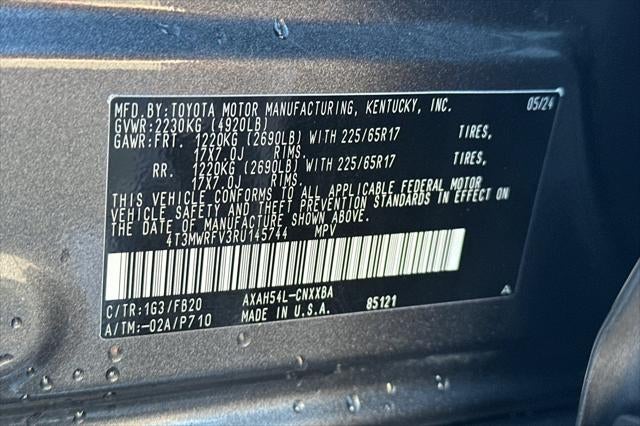 MFD.BY:TOYOTA MOTOR MANUFACTURING, KENTUCKY, INC. 05/24
GVWR:2230KG (4920LB)
GAWR:FRT. 1220KG (2690LB) WITH 225/65R17 TIRES,
17X7.0J RIMS.
RR. 1220KG (2690LB) WITH 225/65R17 TIRES,
17X7.0J RIMS.
THIS VEHICLE CONFORMS TO ALL APPLICABLE FEDERAL MOTOR
VEHICLE SAFETY AND THEFT PREVENTION STANDARDS IN EFFECT ON
THE DATE OF MANUFACTURE SHOWN ABOVE.
4T3MWRFV3RU145744 MPV
C/TR:1G3/FB20 AXAH54L-CNXXBA A
A/TM:-02A/P710 MADE IN U.S.A. 85121